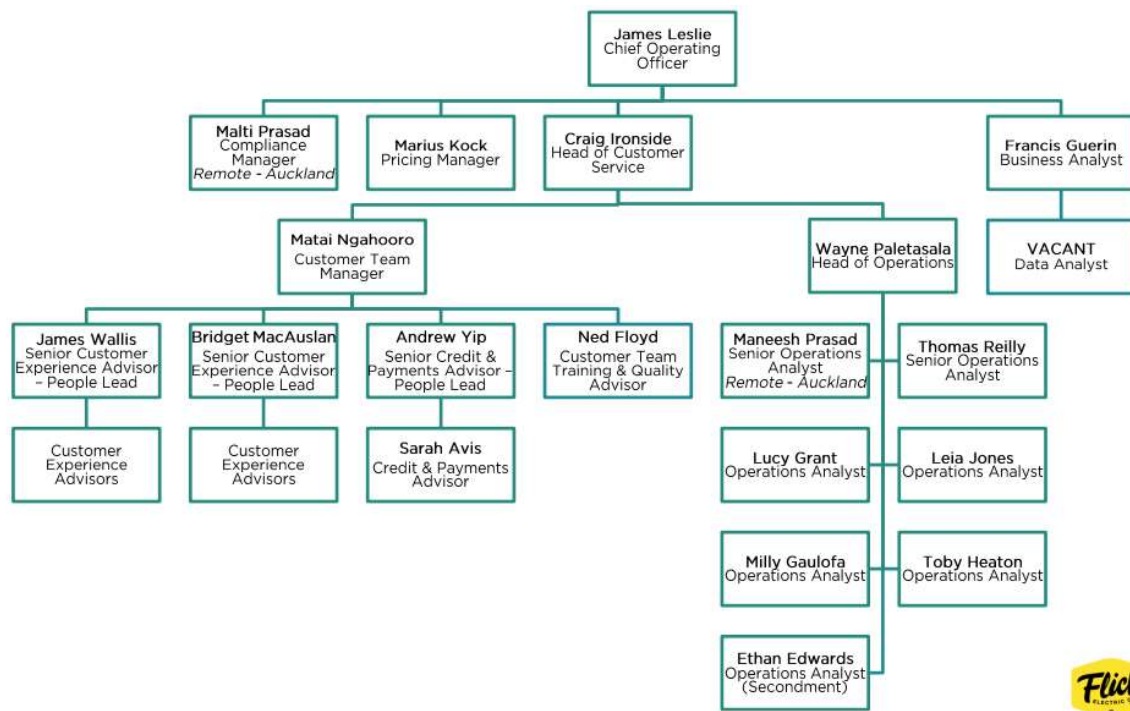 James Leslie
Chief Operating
Officer
Malti Prasad
Compliance
Manager
Remote - Auckland
Marius Kock
Pricing Manager
Craig Ironside
Head of Customer
Service
Francis Guerin
Business Analyst
Matai Ngahooro
Customer Team
Manager
Wayne Paletasala
Head of Operations
VACANT
Data Analyst
James Wallis
Senior Customer
Experience Advisor
– People Lead
Bridget MacAuslan
Senior Customer
Experience Advisor
– People Lead
Andrew Yip
Senior Credit &
Payments Advisor –
People Lead
Ned Floyd
Customer Team
Training & Quality
Advisor
Maneesh Prasad
Senior Operations
Analyst
Remote - Auckland
Thomas Reilly
Senior Operations
Analyst
Customer
Experience
Advisors
Customer
Experience
Advisors
Sarah Avis
Credit & Payments
Advisor
Lucy Grant
Operations Analyst
Leia Jones
Operations Analyst
Milly Gaulofa
Operations Analyst
Toby Heaton
Operations Analyst
Ethan Edwards
Operations Analyst
(Secondment)
ELECTRIC